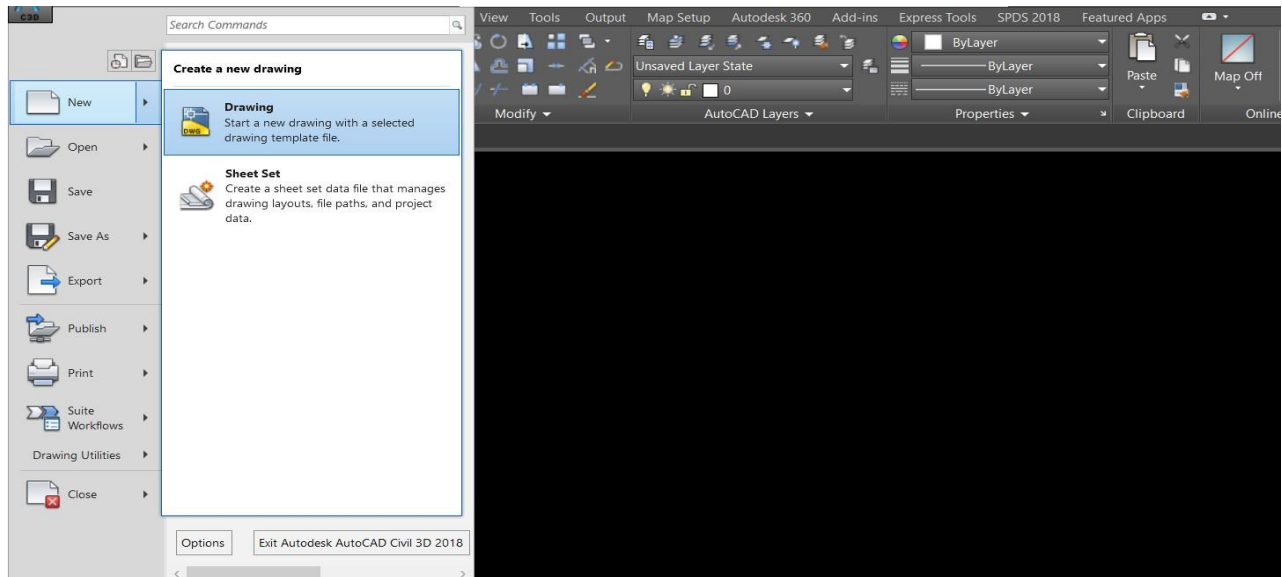 C3D
Search Commands
View Tools Output Map Setup Autodesk 360 Add-ins Express Tools SPDS 2018 Featured Apps
Create a new drawing
New
Drawing
Start a new drawing with a selected
drawing template file.
Open
Sheet Set
Create a sheet set data file that manages
drawing layouts, file paths, and project
data.
Save
Save As
Export
Publish
Print
Suite
Workflows
Drawing Utilities
Close
Options
Exit Autodesk AutoCAD Civil 3D 2018
DWG
ByLayer
Unsaved Layer State
ByLayer
0
ByLayer
Paste
Map Off
Modify
AutoCAD Layers
Properties
Clipboard
Online